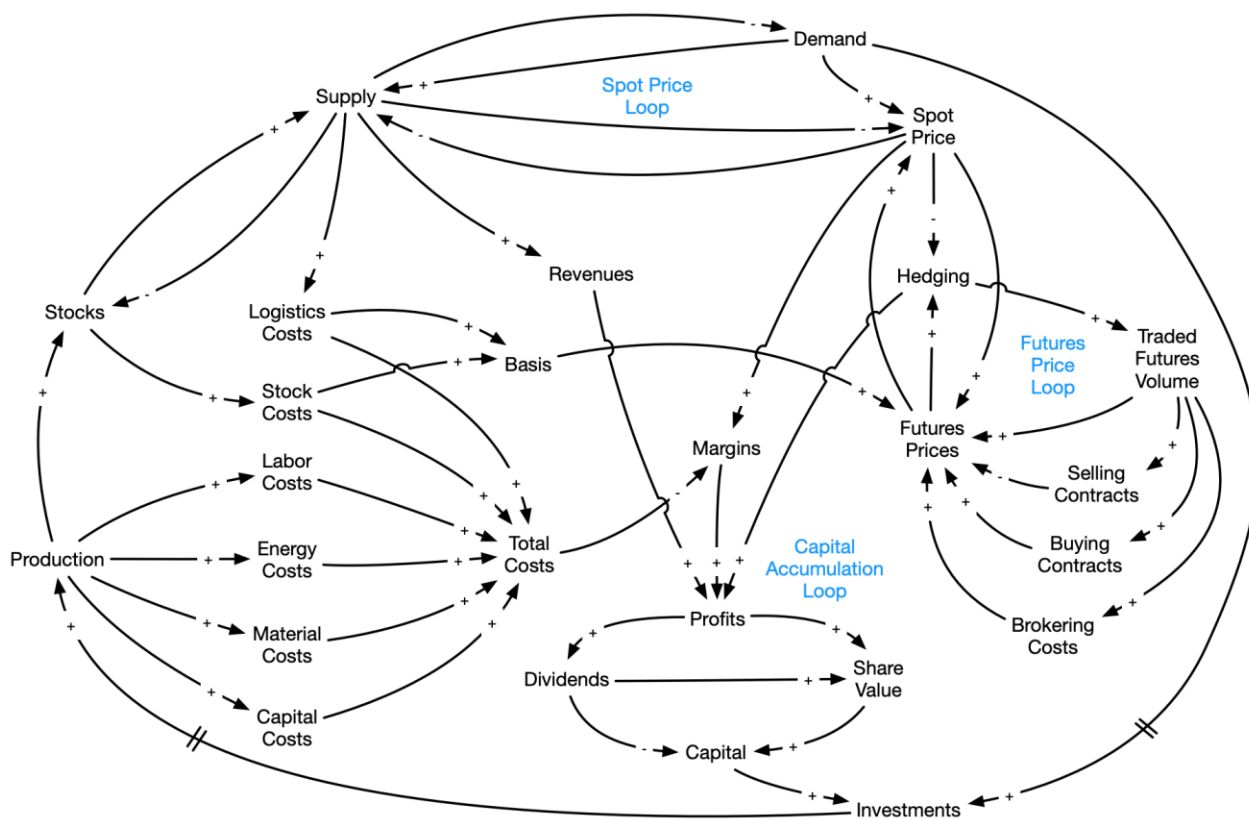 Demand
Spot Price
Loop
Supply
Spot
Price
Revenues
Hedging
Stocks
Logistics
Costs
Traded
Futures
Volume
Futures
Price
Loop
Basis
Stock
Costs
Futures
Prices
Margins
Labor
Costs
Selling
Contracts
Production
Energy
Costs
Total
Costs
Capital
Accumulation
Loop
Buying
Contracts
Material
Costs
Profits
Brokering
Costs
Dividends
Share
Value
Capital
Costs
Capital
Investments